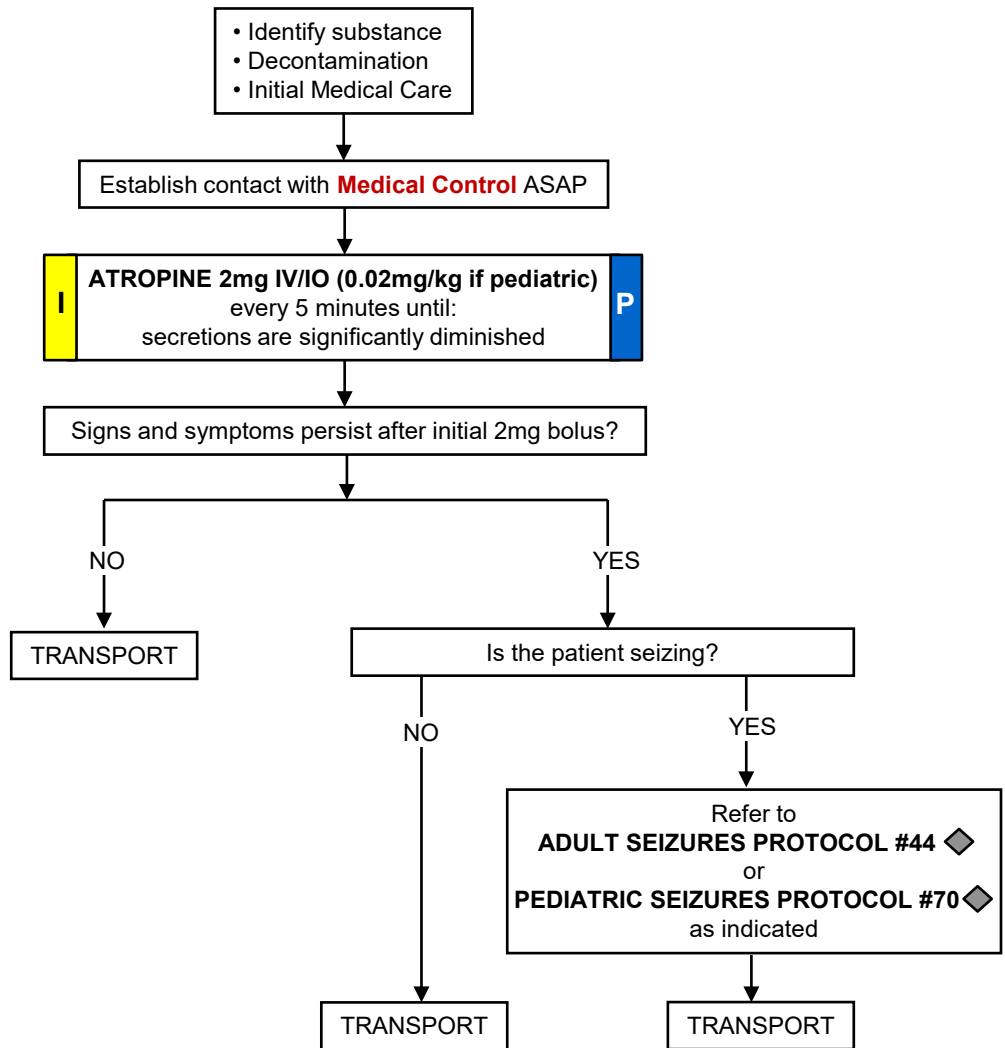 • Identify substance
• Decontamination
• Initial Medical Care
Establish contact with Medical Control ASAP
I
ATROPINE 2mg IV/IO (0.02mg/kg if pediatric)
every 5 minutes until:
secretions are significantly diminished
P
Signs and symptoms persist after initial 2mg bolus?
NO
YES
TRANSPORT
Is the patient seizing?
NO
YES
Refer to
ADULT SEIZURES PROTOCOL #44
or
PEDIATRIC SEIZURES PROTOCOL #70
as indicated
TRANSPORT
TRANSPORT